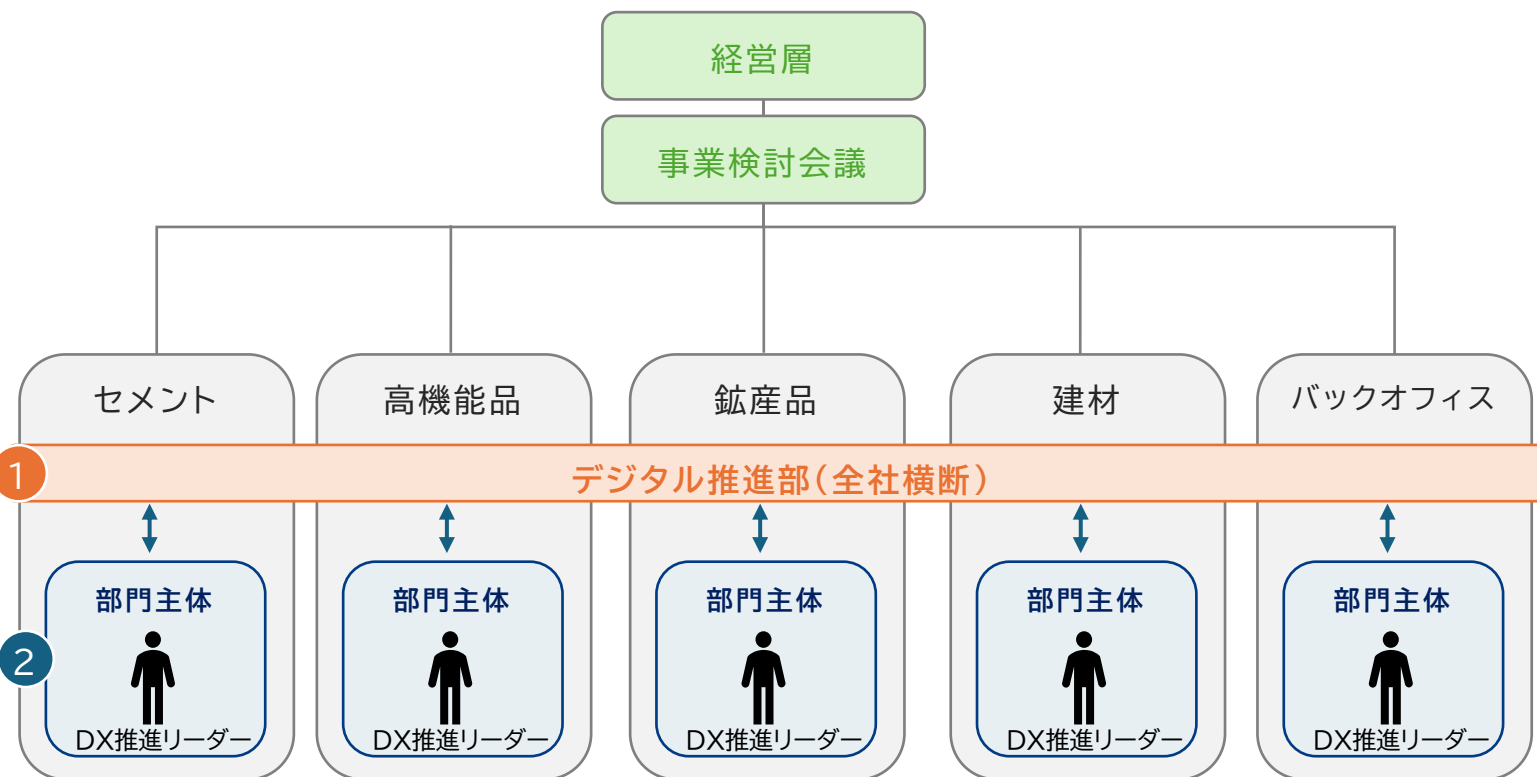 経営層
事業検討会議
セメント
高機能品
鉱産品
建材
バックオフィス
1
デジタル推進部(全社横断)
部門主体
部門主体
部門主体
部門主体
部門主体
2
DX推進リーダー
DX推進リーダー
DX推進リーダー
DX推進リーダー
DX推進リーダー